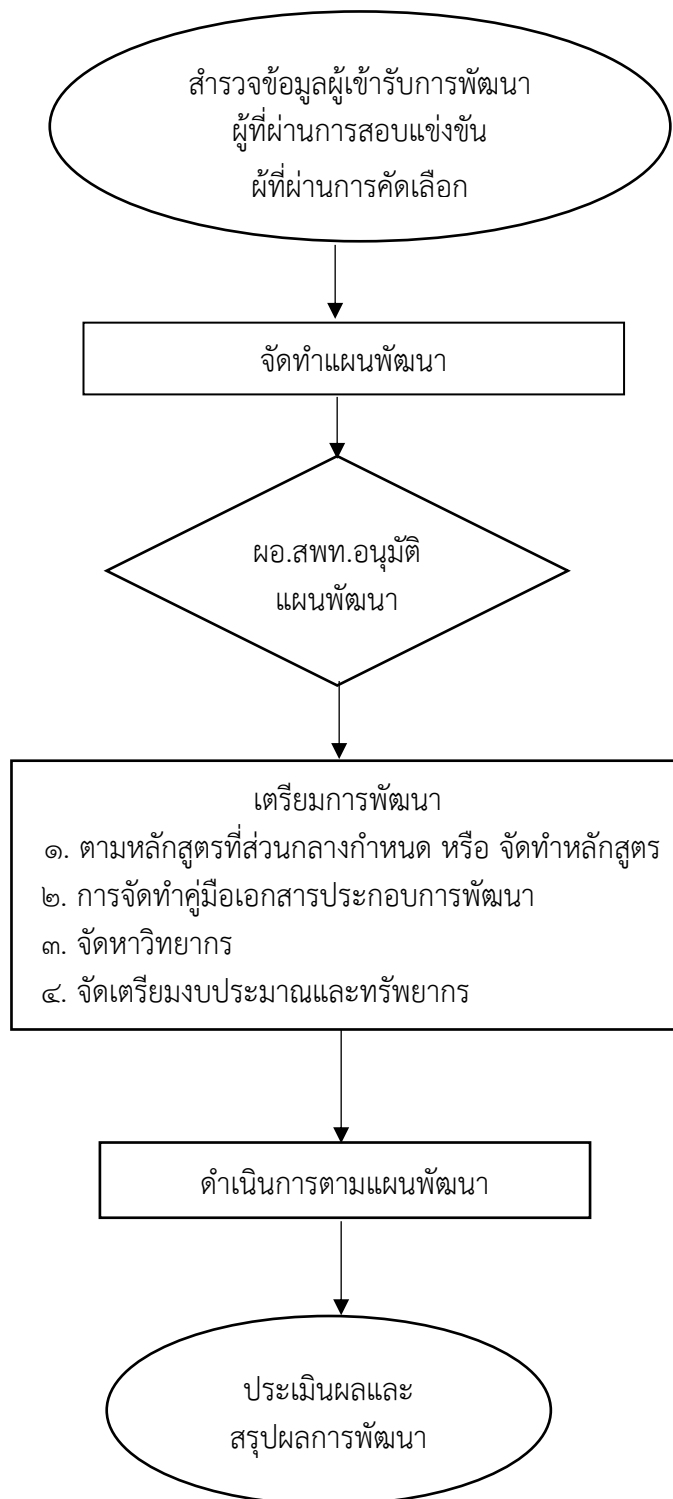 สำรวจข้อมูลผู้เข้ารับการพัฒนา
ผู้ที่ผ่านการสอบแข่งขัน
ผ้ที่ผ่านการคัดเลือก
จัดทำแผนพัฒนา
ผอ.สพท.อนุมัติ
แผนพัฒนา
เตรียมการพัฒนา
๑. ตามหลักสูตรที่ส่วนกลางกำหนด หรือ จัดทำหลักสูตร
๒. การจัดทำคู่มือเอกสารประกอบการพัฒนา
๓. จัดหาวิทยากร
๔. จัดเตรียมงบประมาณและทรัพยากร
ดำเนินการตามแผนพัฒนา
ประเมินผลและ
สรุปผลการพัฒนา